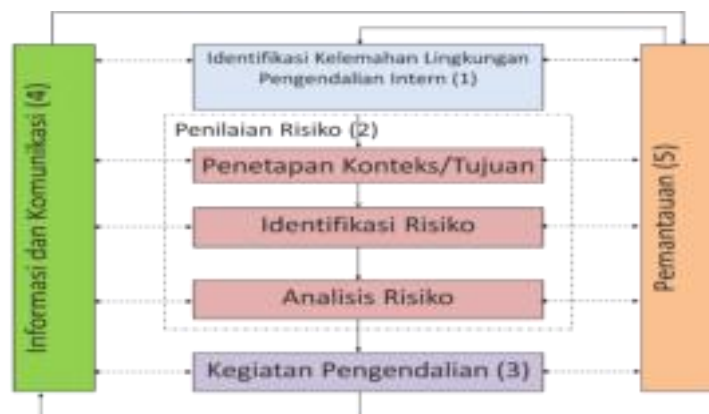 Informasi dan Komunikasi (4)
Identifikasi Kelemahan Lingkungan
Pengendalian Intern (1)
Penilaian Risiko (2)
Penetapan Konteks/Tujuan
Identifikasi Risiko
Analisis Risiko
Kegiatan Pengendalian (3)
Pemantauan (5)